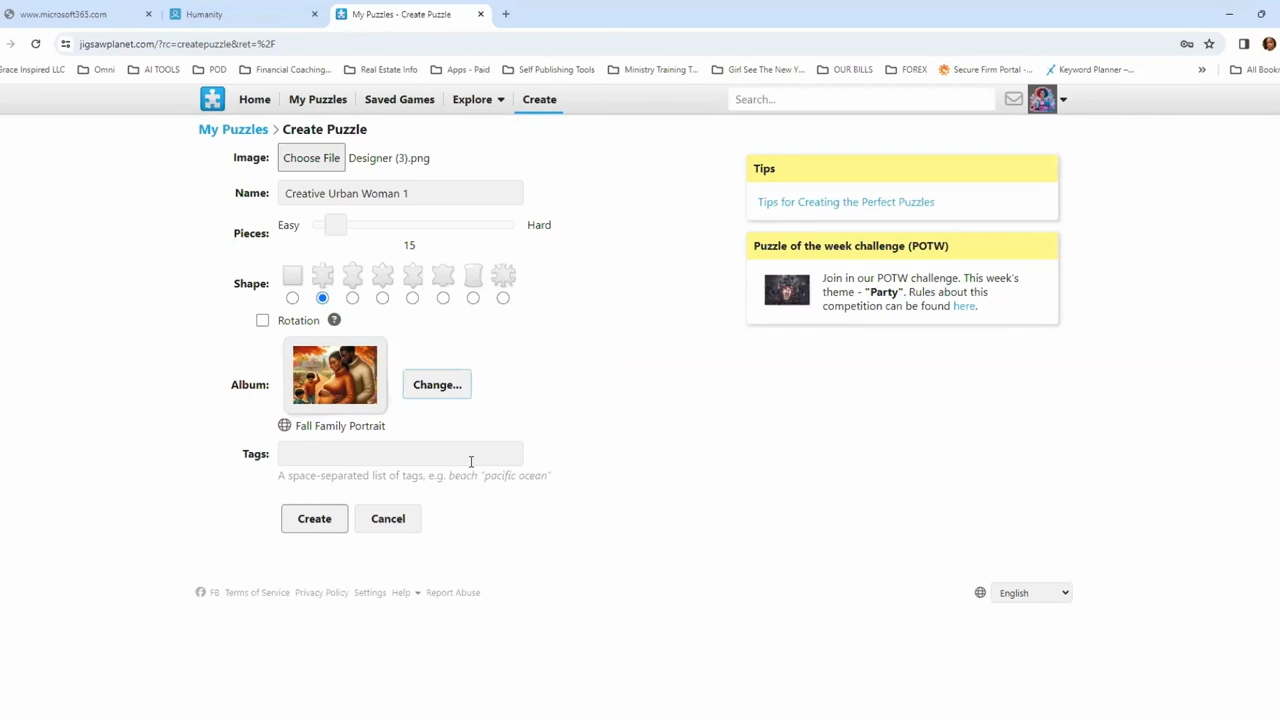 www.microsoft365.com
Humanity
My Puzzles - Create Puzzle
jigsawplanet.com/?rc=createpuzzle&ret=%2F
Grace Inspired LLC
Omni
AI TOOLS
POD
Financial Coaching...
Real Estate Info
Apps - Paid
Self Publishing Tools
Ministry Training T...
Girl See The New Y...
OUR BILLS
FOREX
Secure Firm Portal -...
Keyword Planner –...
»
All Bookm
Home
My Puzzles
Saved Games
Explore
Create
Search...
My Puzzles > Create Puzzle
Image:
Choose File
Designer (3).png
Name:
Creative Urban Woman 1
Pieces:
Easy
Hard
15
Shape:
Rotation
?
Album:
Change...
Fall Family Portrait
Tags:
A space-separated list of tags, e.g. beach "pacific ocean"
Create
Cancel
Tips
Tips for Creating the Perfect Puzzles
Puzzle of the week challenge (POTW)
Join in our POTW challenge. This week's
theme - "Party". Rules about this
competition can be found here.
FB
Terms of Service
Privacy Policy
Settings
Help
Report Abuse
English